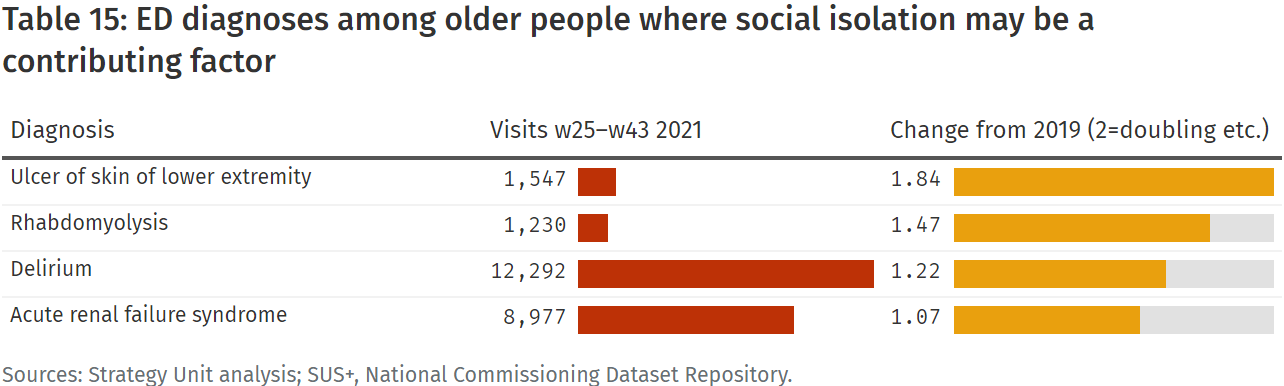 Table 15: ED diagnoses among older people where social isolation may be a
contributing factor
Diagnosis Visits w25–w43 2021 Change from 2019 (2=doubling etc.)
Ulcer of skin of lower extremity 1,547 1.84
Rhabdomyolysis 1,230 1.47
Delirium 12,292 1.22
Acute renal failure syndrome 8,977 1.07
Sources: Strategy Unit analysis; SUS+, National Commissioning Dataset Repository.